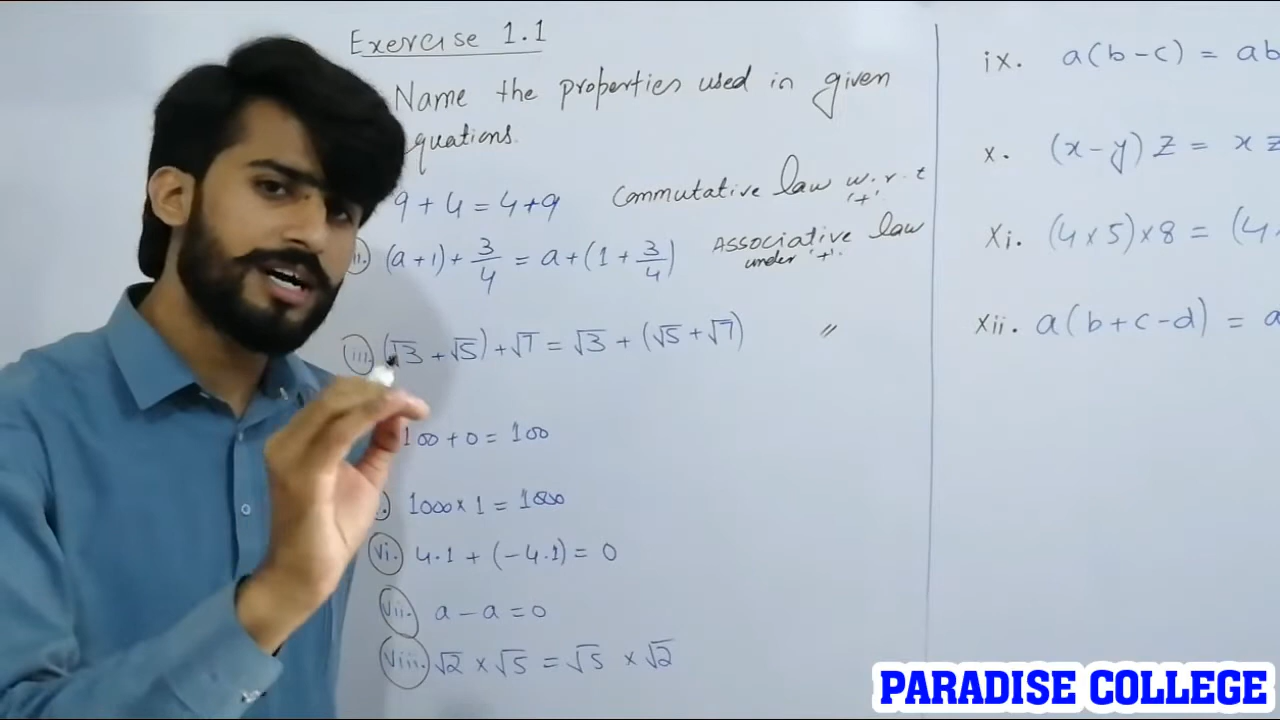 Exercise 1.1
Name the properties used in given
quations.
9 + 4 = 4 + 9 Commutative law w.r.t '+'
ii. (a+1) + 3/4 = a + (1 + 3/4) Associative law under '+'.
iii. (√3 + √5) + √7 = √3 + (√5 + √7) "
100 + 0 = 100
1000 × 1 = 1000
vi. 4.1 + (-4.1) = 0
vii. a - a = 0
viii. √2 × √5 = √5 × √2
ix. a(b-c) = ab
x. (x-y)z = xz
xi. (4×5)×8 = (4
xii. a(b+c-d) = a
PARADISE COLLEGE